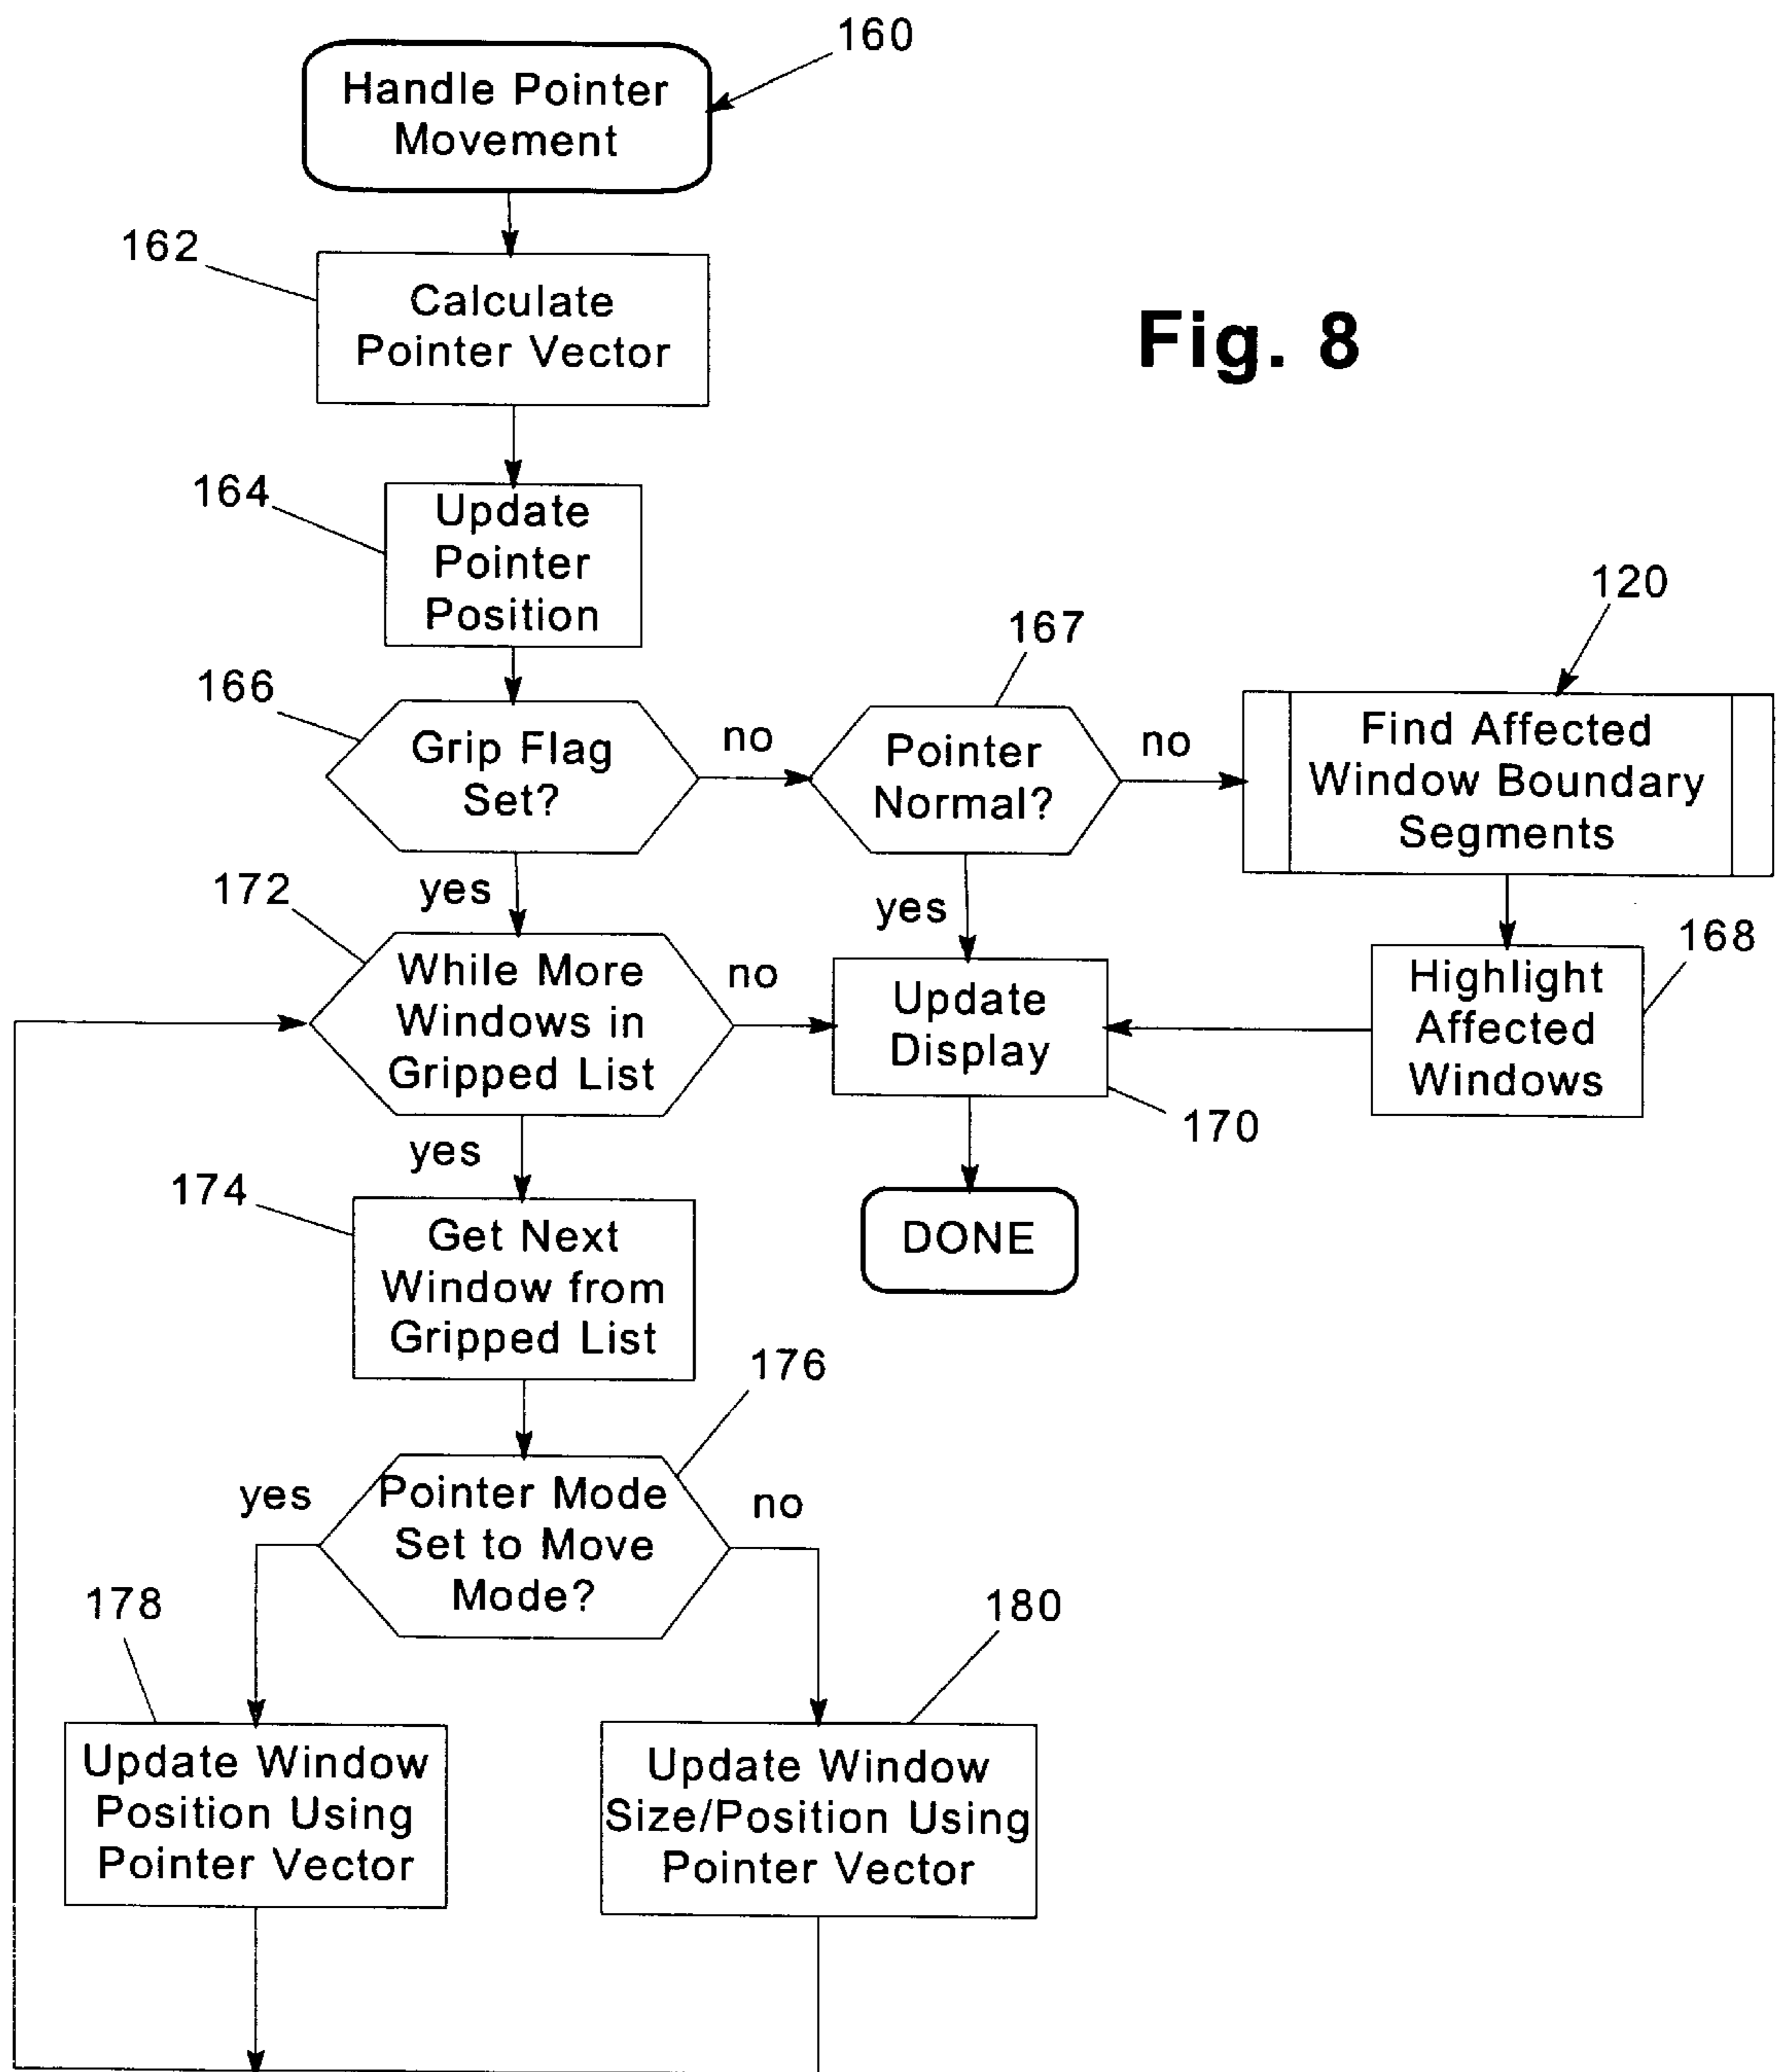 160
Handle Pointer
Movement
162
Calculate
Pointer Vector
Fig. 8
164
Update
Pointer
Position
120
167
166
Grip Flag
Set?
no
Pointer
Normal?
no
Find Affected
Window Boundary
Segments
172
yes
yes
168
While More
Windows in
Gripped List
no
Update
Display
Highlight
Affected
Windows
170
yes
174
Get Next
Window from
Gripped List
DONE
176
yes
Pointer Mode
Set to Move
Mode?
no
178
180
Update Window
Position Using
Pointer Vector
Update Window
Size/Position Using
Pointer Vector